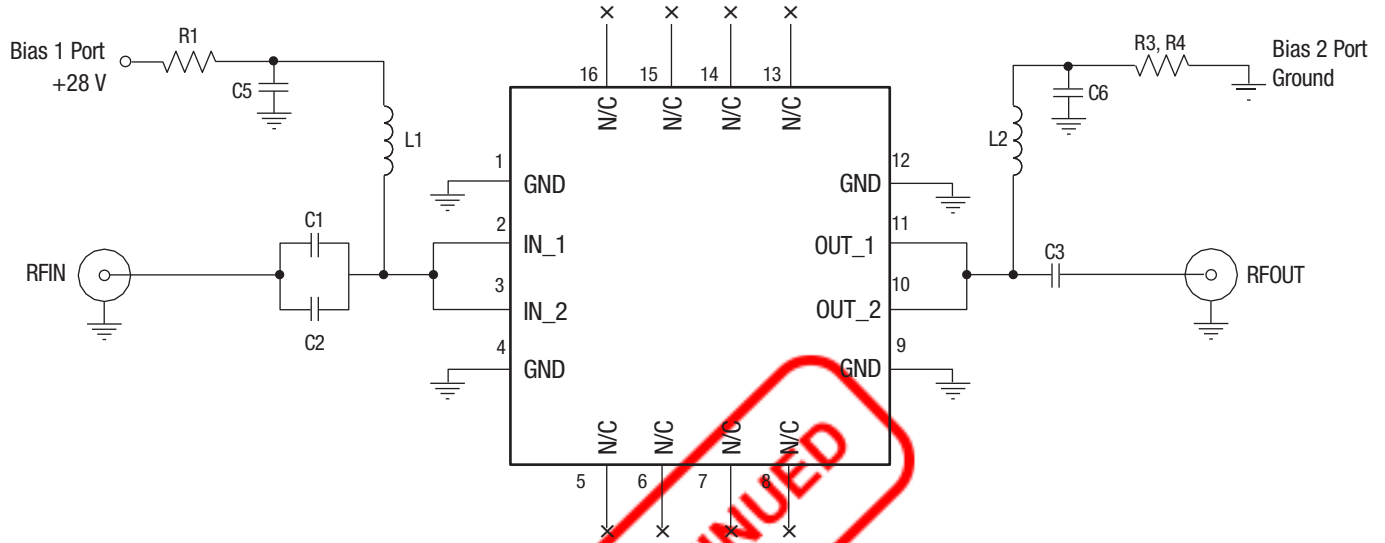 Bias 1 Port
+28 V
R1
C5
L1
16
15
14
13
N/C
N/C
N/C
N/C
R3, R4
Bias 2 Port
Ground
C6
L2
1
GND
12
GND
RFIN
C1
C2
2
IN_1
3
IN_2
11
OUT_1
10
OUT_2
C3
RFOUT
4
GND
9
GND
N/C
N/C
N/C
N/C
5
6
7
8